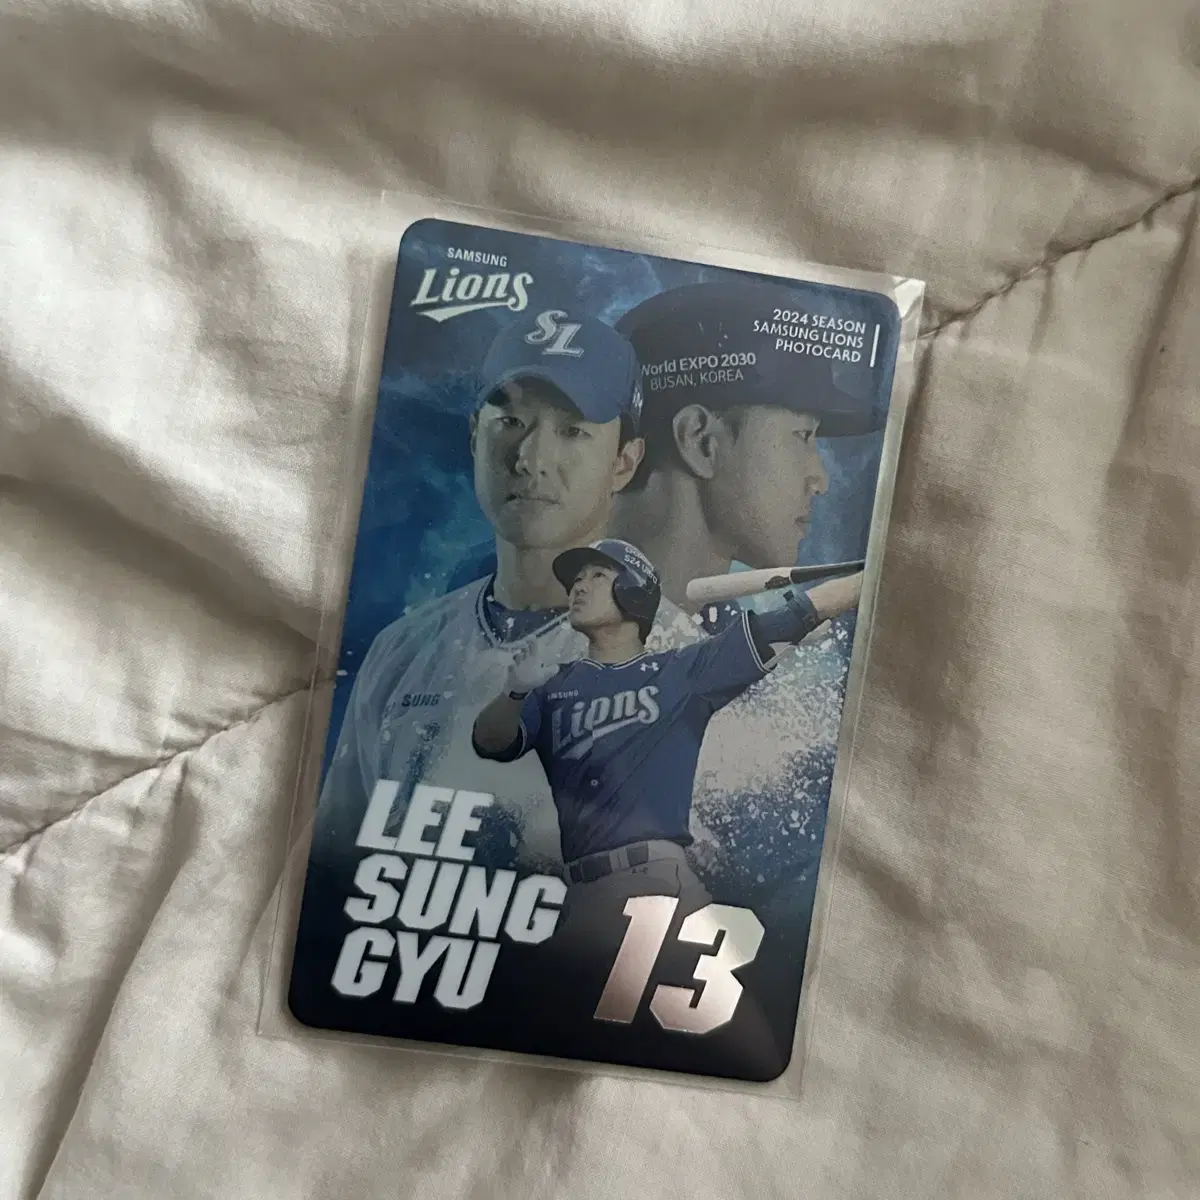 SAMSUNG
Lions
2024 SEASON
SAMSUNG LIONS
PHOTOCARD
World EXPO 2030
BUSAN, KOREA
SL
SUNG
SAMSUNG
Lions
LEE
SUNG
GYU
13